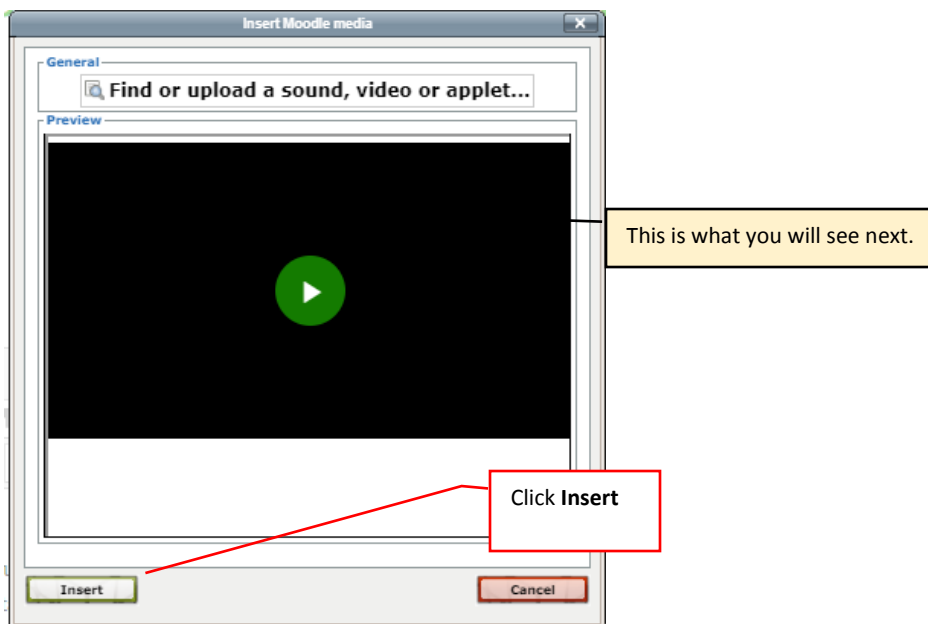 Insert Moodle media
General
Find or upload a sound, video or applet...
Preview
This is what you will see next.
Click Insert
Insert
Cancel